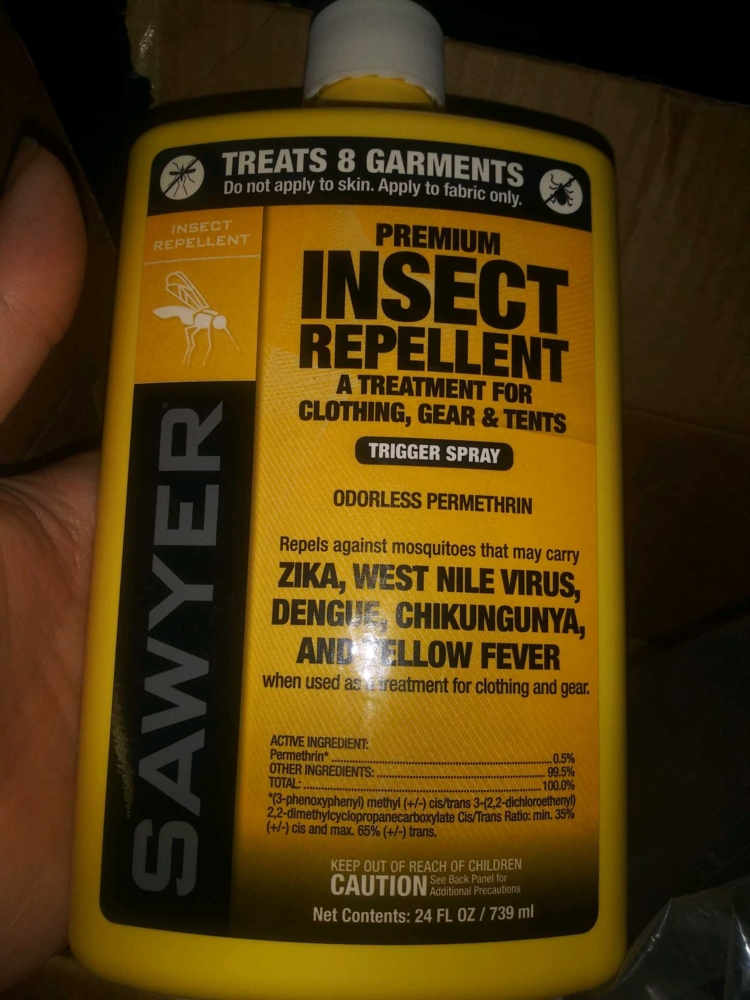 TREATS 8 GARMENTS
Do not apply to skin. Apply to fabric only.
INSECT
REPELLENT
PREMIUM
INSECT
REPELLENT
A TREATMENT FOR
CLOTHING, GEAR & TENTS
TRIGGER SPRAY
ODORLESS PERMETHRIN
SAWYER
Repels against mosquitoes that may carry
ZIKA, WEST NILE VIRUS,
DENGUE, CHIKUNGUNYA,
AND YELLOW FEVER
when used as a treatment for clothing and gear.
ACTIVE INGREDIENT:
Permethrin* 0.5%
OTHER INGREDIENTS: 99.5%
TOTAL: 100.0%
*(3-phenoxyphenyl) methyl (+/-) cis/trans 3-(2,2-dichloroethenyl)
2,2-dimethylcyclopropanecarboxylate Cis/Trans Ratio: min. 35%
(+/-) cis and max. 65% (+/-) trans.
KEEP OUT OF REACH OF CHILDREN
CAUTION See Back Panel for
Additional Precautions
Net Contents: 24 FL OZ / 739 ml